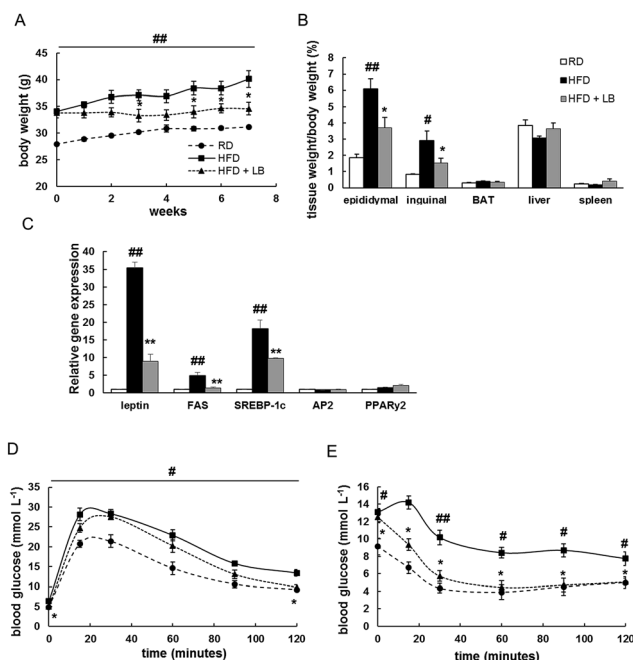 A
##
body weight (g)
45
40
35
30
25
20
* * * *
RD
HFD
HFD + LB
0 2 4 6 8
weeks
B
tissue weight/body weight (%)
8
7
6
5
4
3
2
1
0
##
*
#
*
RD
HFD
HFD + LB
epididymal inguinal BAT liver spleen
C
Relative gene expression
40
35
30
25
20
15
10
5
0
##
**
##
**
##
**
leptin FAS SREBP-1c AP2 PPARγ2
D
#
blood glucose (mmol L-1)
35
30
25
20
15
10
5
0
* *
0 20 40 60 80 100 120
time (minutes)
E
blood glucose (mmol L-1)
16
14
12
10
8
6
4
2
0
# ## # # #
* * * * * *
0 20 40 60 80 100 120
time (minutes)